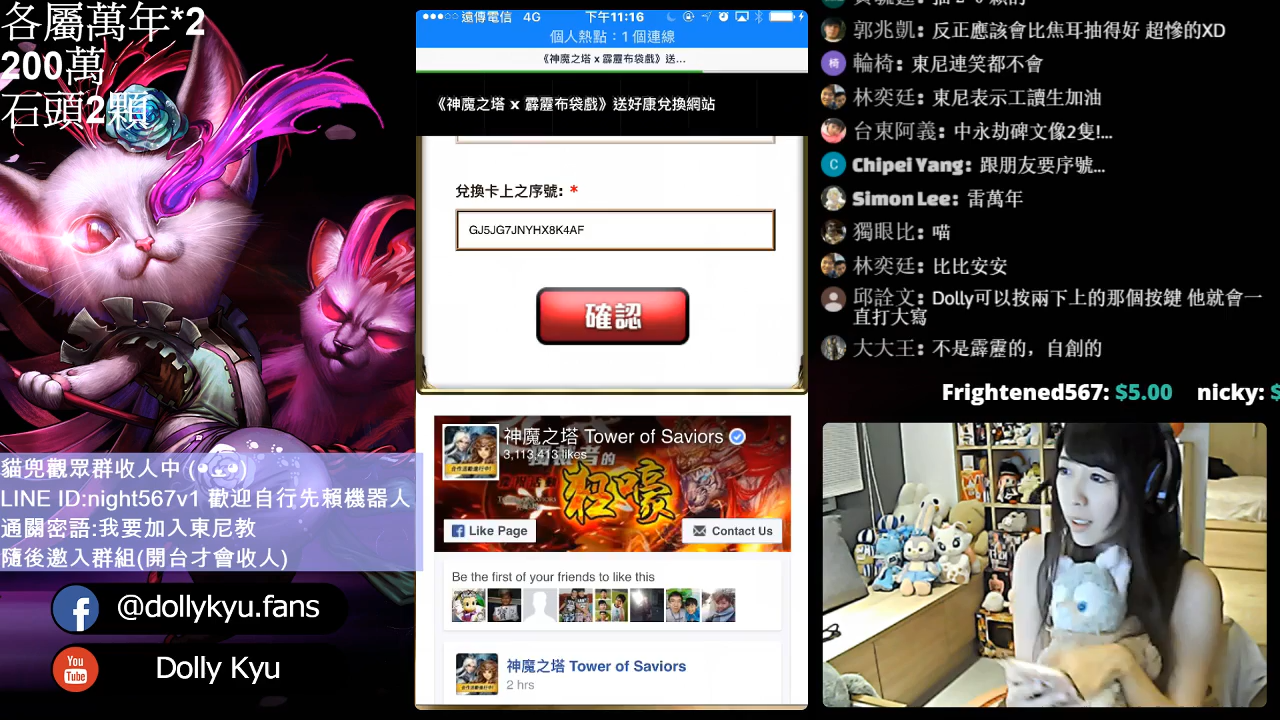 各屬萬年*2
200萬
石頭2顆
貓兜觀眾群收人中
LINE ID:night567v1 歡迎自行先賴機器人
通關密語:我要加入東尼教
隨後邀入群組(開台才會收人)
@dollykyu.fans
You
Tube
Dolly Kyu
遠傳電信 4G 下午11:16
個人熱點：1 個連線
《神魔之塔 x 霹靂布袋戲》送...
《神魔之塔 x 霹靂布袋戲》送好康兌換網站
兌換卡上之序號: *
GJ5JG7JNYHX8K4AF
確認
神魔之塔 Tower of Saviors
3,113,413 likes
狂嚎
Like Page
Contact Us
Be the first of your friends to like this
神魔之塔 Tower of Saviors
2 hrs
郭兆凱: 反正應該會比焦耳抽得好 超慘的XD
椅
輪椅: 東尼連笑都不會
林奕廷: 東尼表示工讀生加油
台東阿義: 中永劫碑文像2隻!...
C
Chipei Yang: 跟朋友要序號...
Simon Lee: 雷萬年
獨眼比: 喵
林奕廷: 比比安安
邱詮文: Dolly可以按兩下上的那個按鍵 他就會一
直打大寫
大大王: 不是霹靂的，自創的
Frightened567: $5.00 nicky: $